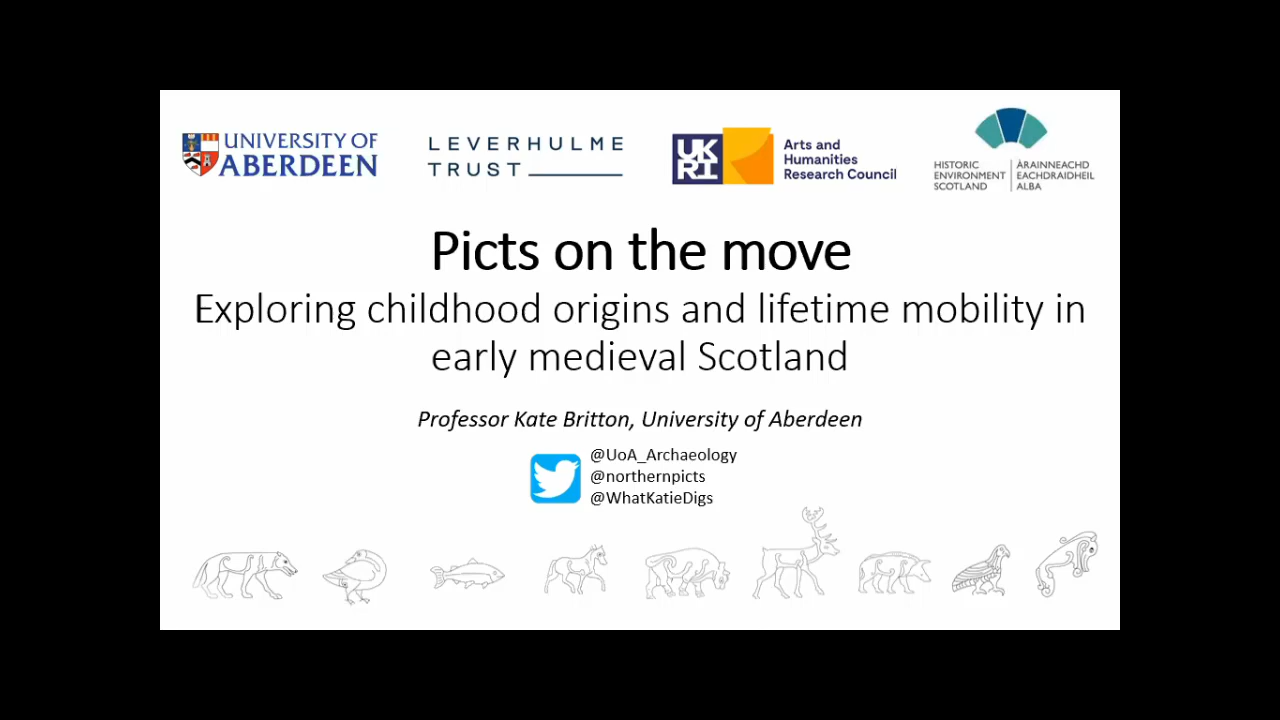 UNIVERSITY OF
ABERDEEN
LEVERHULME
TRUST
UK
RI
Arts and
Humanities
Research Council
HISTORIC
ENVIRONMENT
SCOTLAND
ÀRAINNEACHD
EACHDRAIDHEIL
ALBA
Picts on the move
Exploring childhood origins and lifetime mobility in
early medieval Scotland
Professor Kate Britton, University of Aberdeen
@UoA_Archaeology
@northernpicts
@WhatKatieDigs